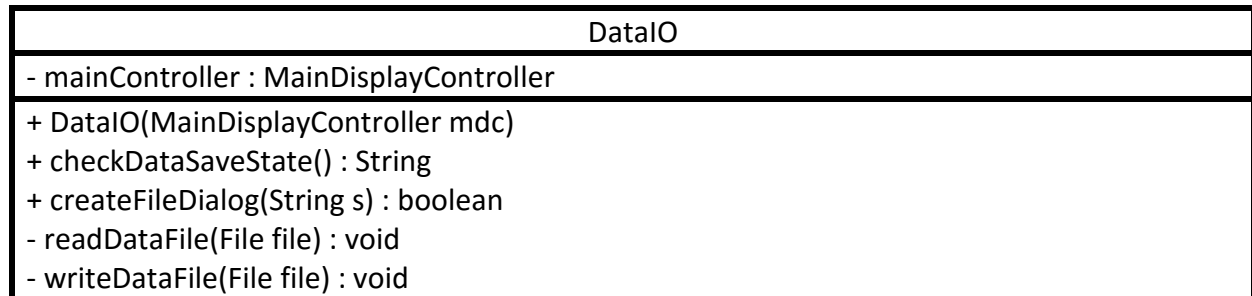 DataIO
- mainController : MainDisplayController
+ DataIO(MainDisplayController mdc)
+ checkDataSaveState() : String
+ createFileDialog(String s) : boolean
- readDataFile(File file) : void
- writeDataFile(File file) : void